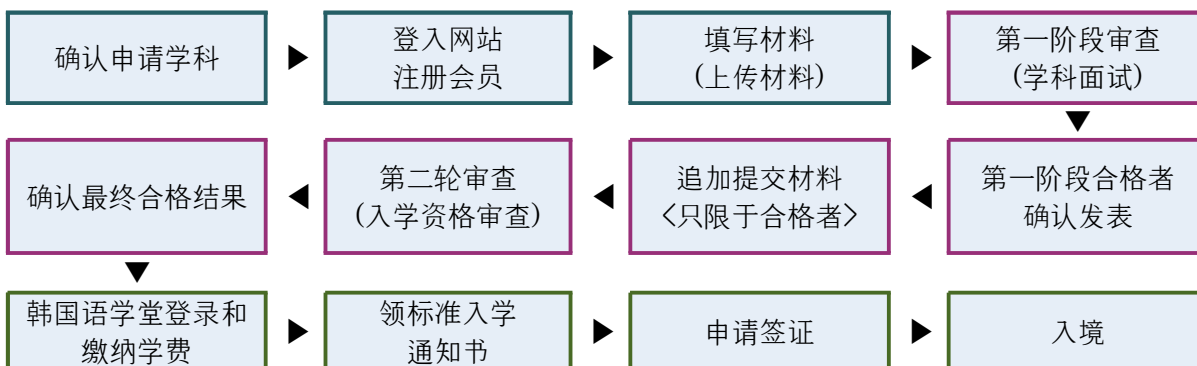 确认申请学科
登入网站
注册会员
填写材料
(上传材料)
第一阶段审查
(学科面试)
第一阶段合格者
确认发表
追加提交材料
<只限于合格者>
第二轮审查
(入学资格审查)
确认最终合格结果
韩国语学堂登录和
缴纳学费
领标准入学
通知书
申请签证
入境